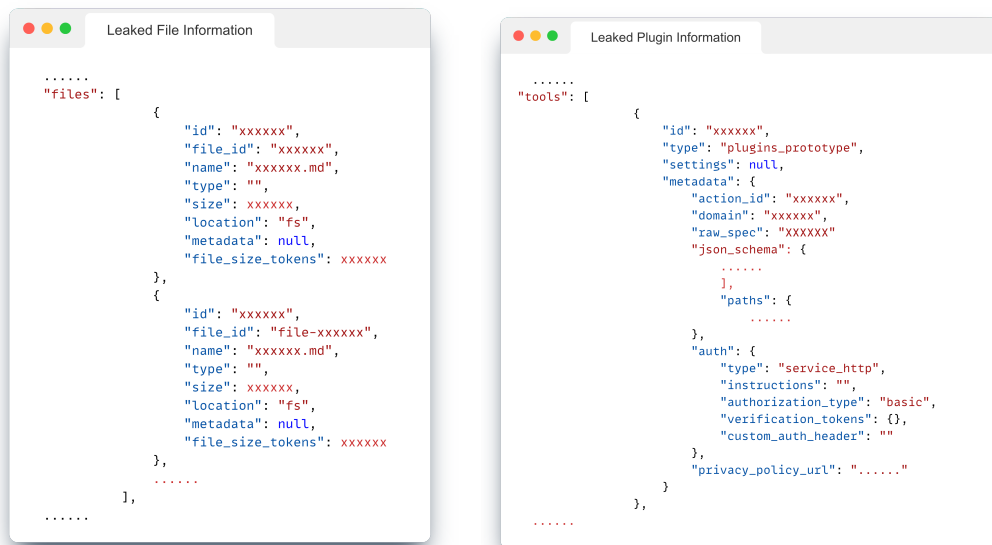 Leaked File Information
......
"files": [
{
"id": "xxxxxx",
"file_id": "xxxxxx",
"name": "xxxxxx.md",
"type": "",
"size": xxxxxx,
"location": "fs",
"metadata": null,
"file_size_tokens": xxxxxx
},
{
"id": "xxxxxx",
"file_id": "file-xxxxxx",
"name": "xxxxxx.md",
"type": "",
"size": xxxxxx,
"location": "fs",
"metadata": null,
"file_size_tokens": xxxxxx
},
......
],
......
Leaked Plugin Information
......
"tools": [
{
"id": "xxxxxx",
"type": "plugins_prototype",
"settings": null,
"metadata": {
"action_id": "xxxxxx",
"domain": "xxxxxx",
"raw_spec": "XXXXXX"
"json_schema": {
......
],
"paths": {
......
},
"auth": {
"type": "service_http",
"instructions": "",
"authorization_type": "basic",
"verification_tokens": {},
"custom_auth_header": ""
},
"privacy_policy_url": "......"
}
},
......